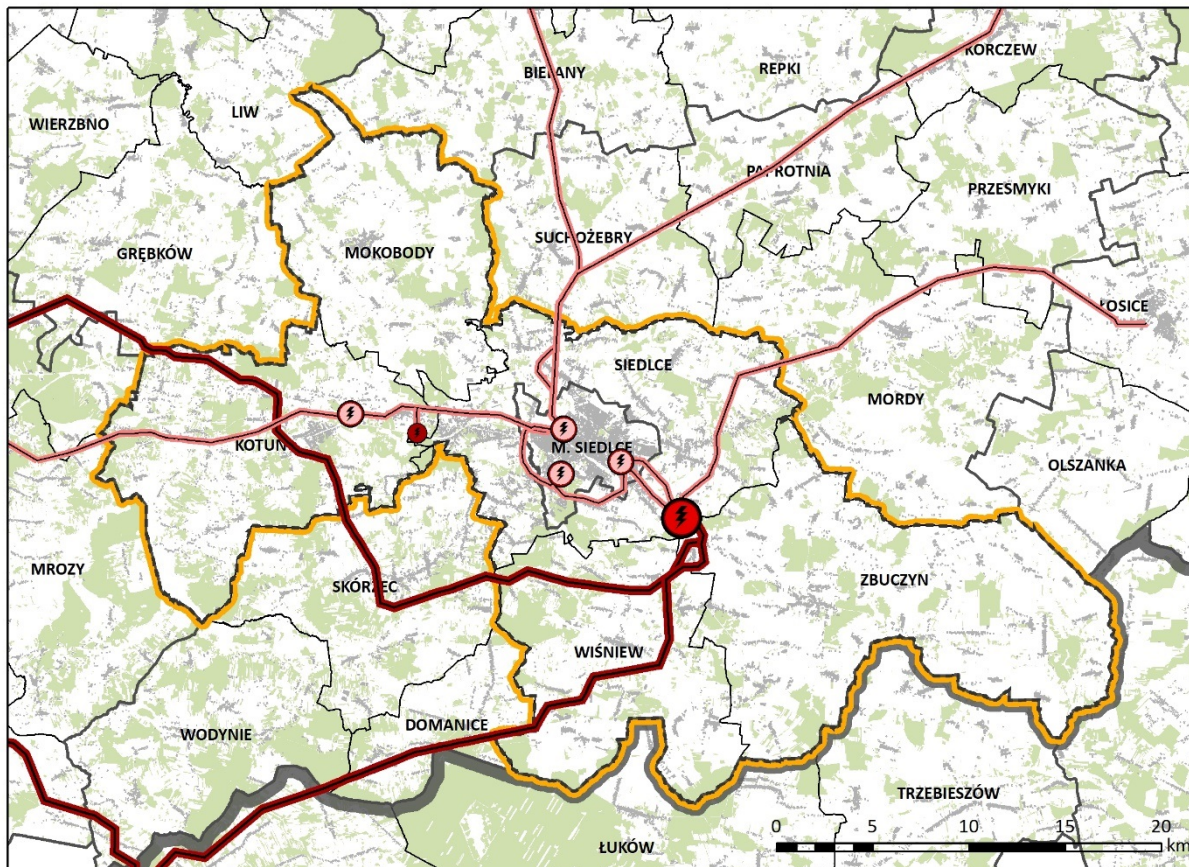 KORCZEW
BIELANY
REPKI
LIW
WIERZBNO
PAPROTNIA
PRZESMYKI
SUCHOŻEBRY
GRĘBKÓW
MOKOBODY
ŁOSICE
SIEDLCE
MORDY
KOTUŃ
M. SIEDLCE
OLSZANKA
MROZY
SKÓRZEC
ZBUCZYN
WIŚNIEW
WODYNIE
DOMANICE
TRZEBIESZÓW
ŁUKÓW
0 5 10 15 20
km